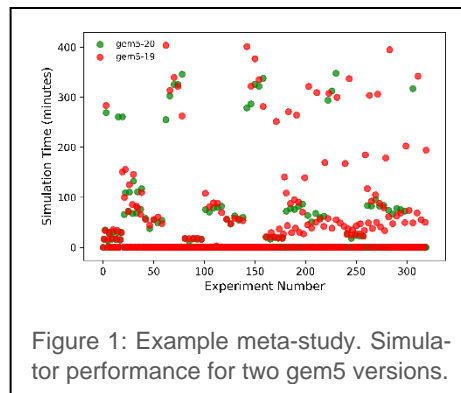 gem5-20
gem5-19
400
300
200
100
0
Simulation Time (minutes)
0 50 100 150 200 250 300
Experiment Number
Figure 1: Example meta-study. Simula-
tor performance for two gem5 versions.